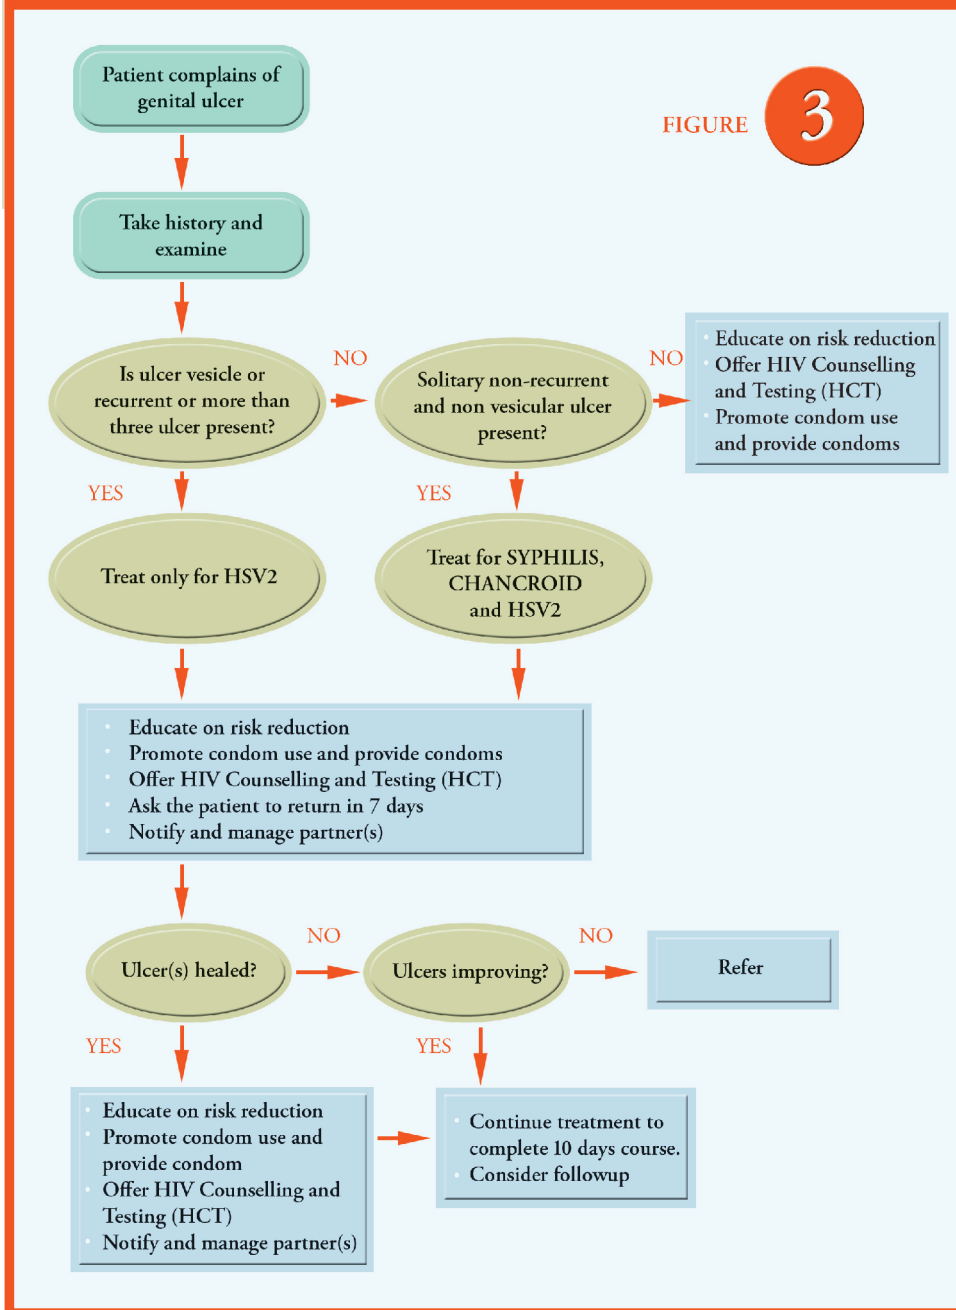 Patient complains of
genital ulcer
FIGURE 3
Take history and
examine
Is ulcer vesicle or
recurrent or more than
three ulcer present?
NO
Solitary non-recurrent
and non vesicular ulcer
present?
NO
• Educate on risk reduction
• Offer HIV Counselling
and Testing (HCT)
• Promote condom use
and provide condoms
YES
YES
Treat only for HSV2
Treat for SYPHILIS,
CHANCROID
and HSV2
• Educate on risk reduction
• Promote condom use and provide condoms
• Offer HIV Counselling and Testing (HCT)
• Ask the patient to return in 7 days
• Notify and manage partner(s)
Ulcer(s) healed?
NO
Ulcers improving?
NO
Refer
YES
YES
• Educate on risk reduction
• Promote condom use and
provide condom
• Offer HIV Counselling and
Testing (HCT)
• Notify and manage partner(s)
• Continue treatment to
complete 10 days course.
• Consider followup